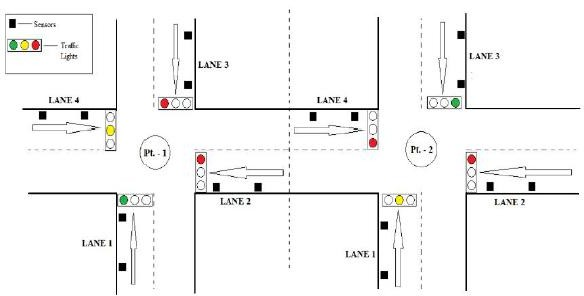 Sensors
Traffic
Lights
LANE 3
LANE 3
LANE 4
LANE 4
Pt. - 1
Pt. - 2
LANE 2
LANE 2
LANE 1
LANE 1